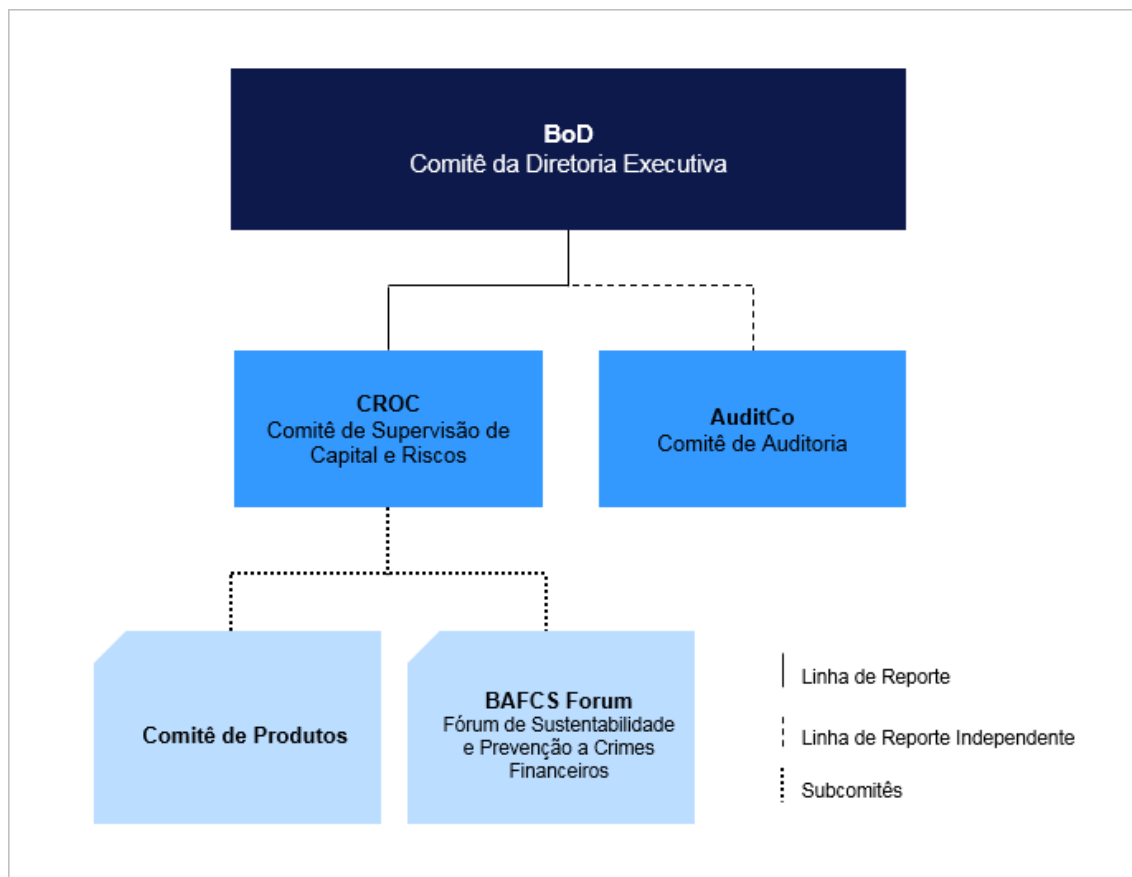 BoD
Comitê da Diretoria Executiva
CROC
Comitê de Supervisão de
Capital e Riscos
AuditCo
Comitê de Auditoria
Comitê de Produtos
BAFCS Forum
Fórum de Sustentabilidade
e Prevenção a Crimes
Financeiros
Linha de Reporte
Linha de Reporte Independente
Subcomitês